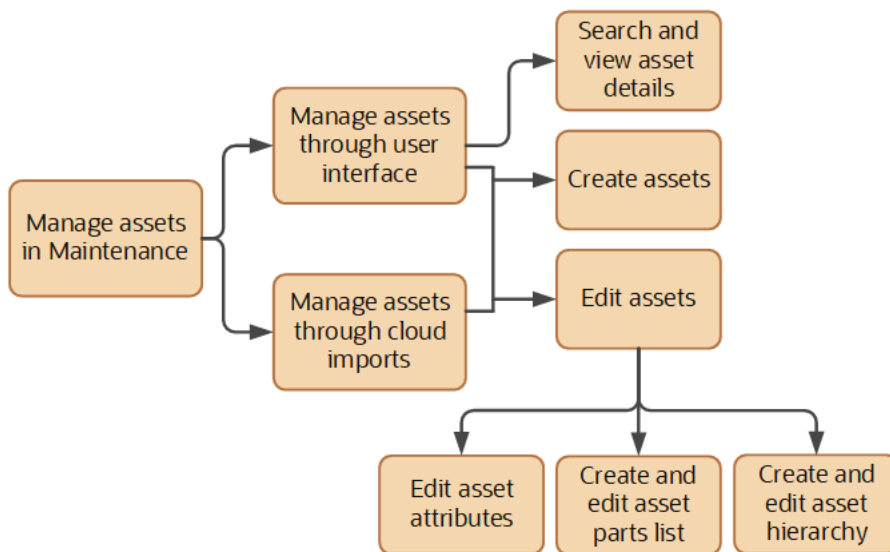 Search and
view asset
details
Manage assets
through user
interface
Create assets
Manage assets
in Maintenance
Manage assets
through cloud
imports
Edit assets
Edit asset
attributes
Create and
edit asset
parts list
Create and
edit asset
hierarchy